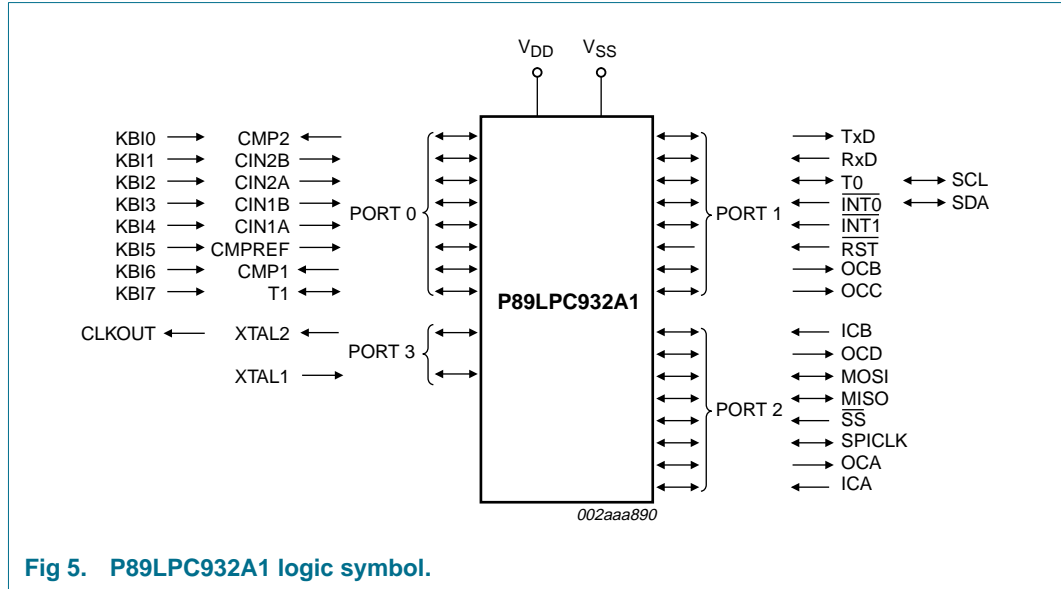 VDD VSS
KBI0 CMP2 TxD
KBI1 CIN2B RxD
KBI2 CIN2A T0 SCL
KBI3 CIN1B PORT 0 PORT 1 INT0 SDA
KBI4 CIN1A INT1
KBI5 CMPREF RST
KBI6 CMP1 OCB
KBI7 T1 P89LPC932A1 OCC
CLKOUT XTAL2 PORT 3 ICB
OCD
XTAL1 MOSI
MISO
PORT 2
SS
SPICLK
OCA
ICA
002aaa890
Fig 5. P89LPC932A1 logic symbol.